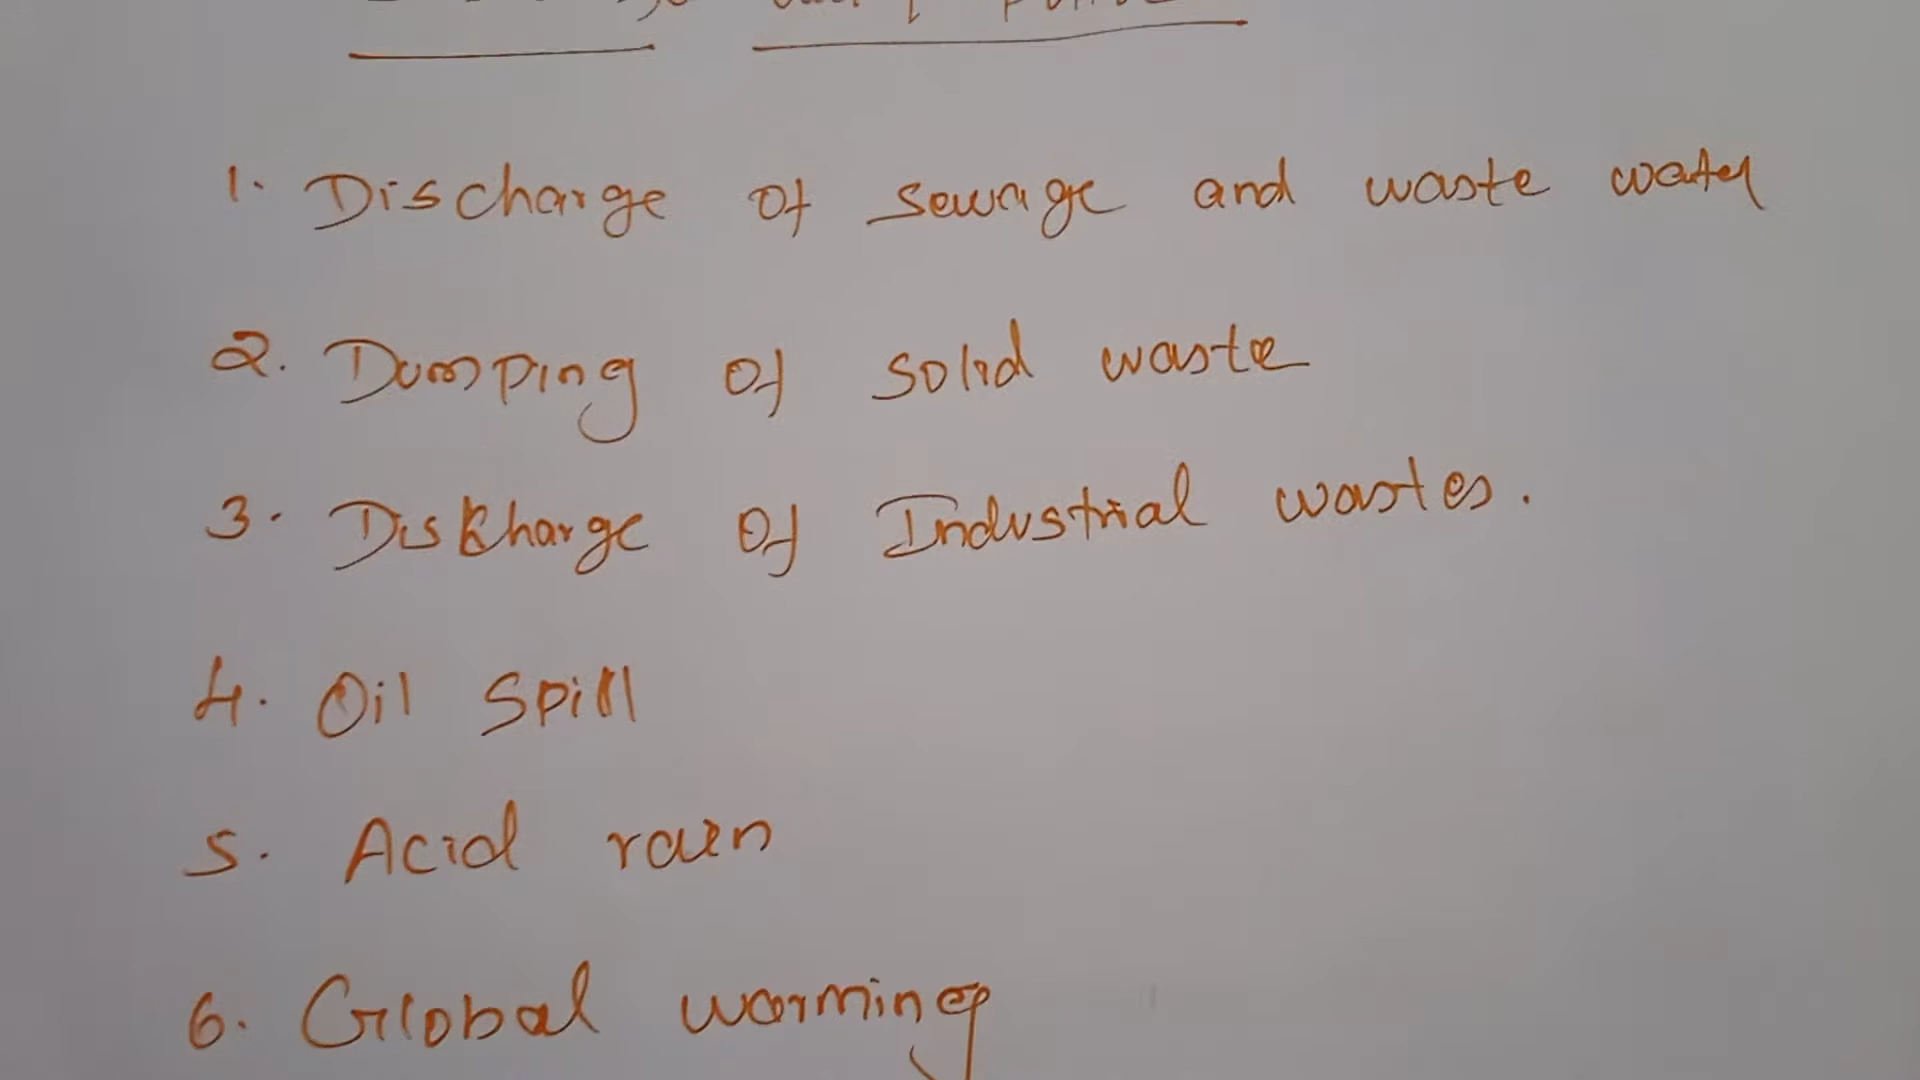 1. Discharge of sewage and waste water
2. Dumping of solid waste
3. Discharge of Industrial wastes.
4. Oil Spill
5. Acid rain
6. Global warming